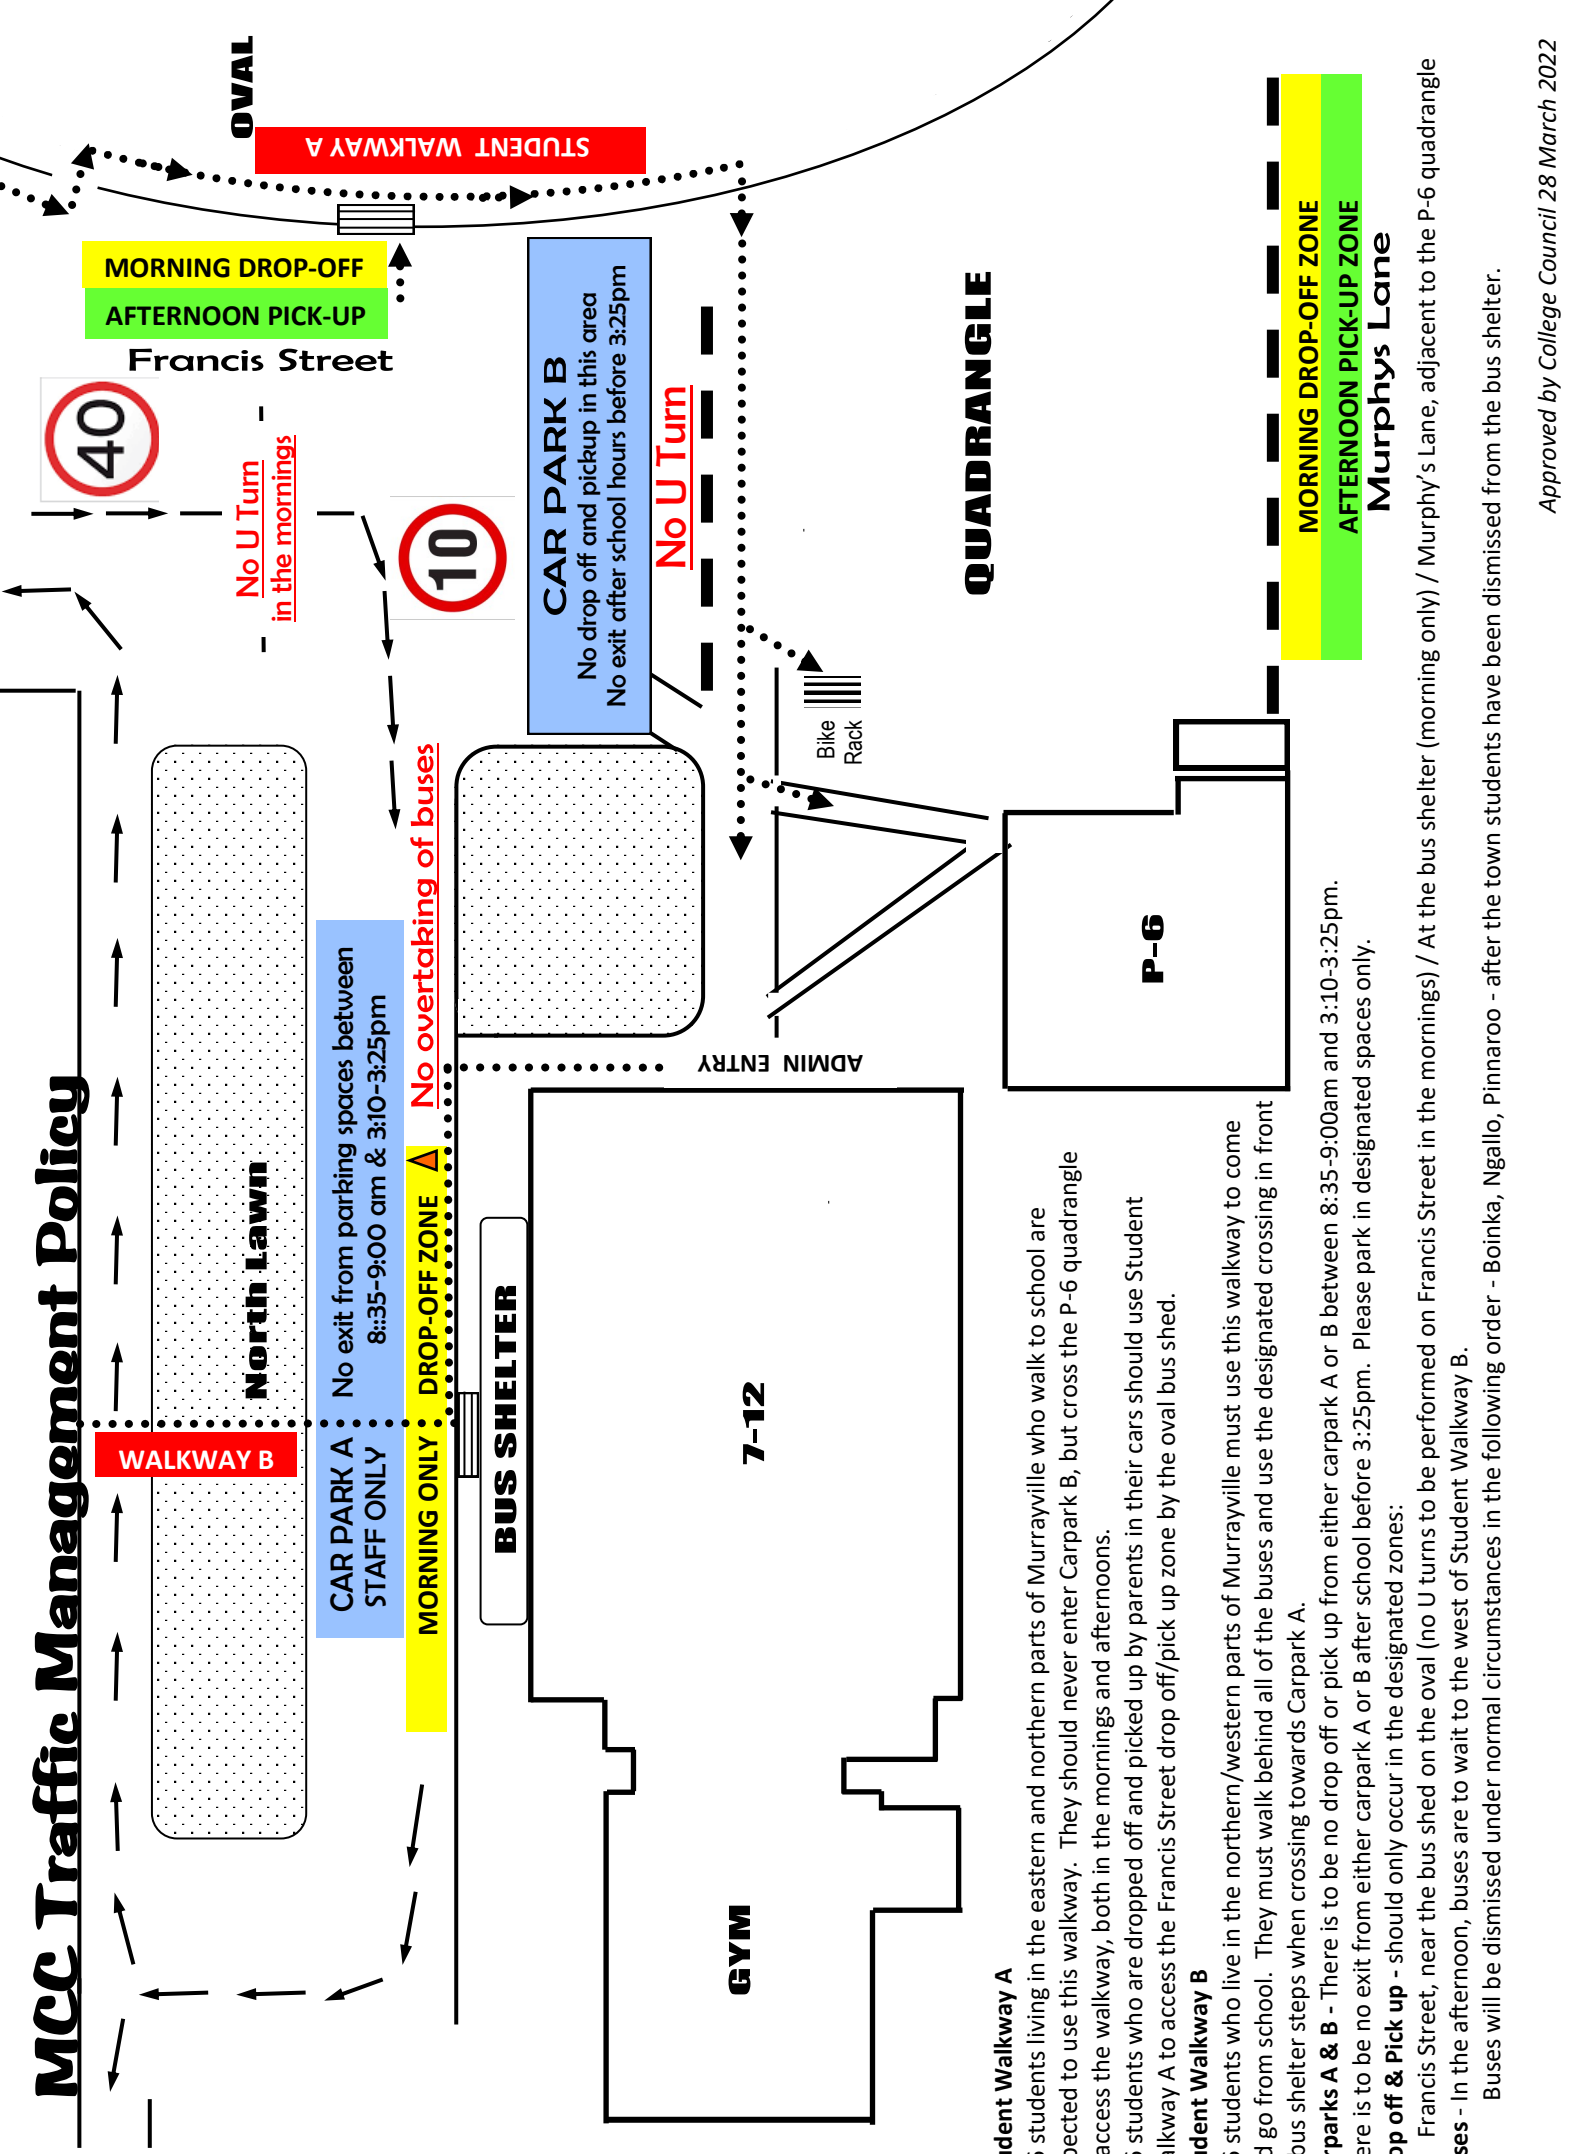 MCC Traffic Management Policy
WALKWAY B
North Lawn
CAR PARK A
STAFF ONLY
No exit from parking spaces between
8::35-9:00 am & 3:10-3:25pm
MORNING ONLY DROP-OFF ZONE
No overtaking of buses
BUS SHELTER
7-12
GYM
ADMIN ENTRY
P-6
OVAL
STUDENT WALKWAY A
MORNING DROP-OFF
AFTERNOON PICK-UP
Francis Street
40
No U Turn
in the mornings
10
CAR PARK B
No drop off and pickup in this area
No exit after school hours before 3:25pm
No U Turn
Bike
Rack
QUADRANGLE
MORNING DROP-OFF ZONE
AFTERNOON PICK-UP ZONE
Murphys Lane
Walkway A
students living in the eastern and northern parts of Murrayville who walk to school are
to use this walkway. They should never enter Carpark B, but cross the P-6 quadrangle
access the walkway, both in the mornings and afternoons.
students who are dropped off and picked up by parents in their cars should use Student
A to access the Francis Street drop off/pick up zone by the oval bus shed.
Walkway B
students who live in the northern/western parts of Murrayville must use this walkway to come
go from school. They must walk behind all of the buses and use the designated crossing in front
bus shelter steps when crossing towards Carpark A.
A & B - There is to be no drop off or pick up from either carpark A or B between 8:35-9:00am and 3:10-3:25pm.
is to be no exit from either carpark A or B after school before 3:25pm. Please park in designated spaces only.
off & Pick up - should only occur in the designated zones:
Francis Street, near the bus shed on the oval (no U turns to be performed on Francis Street in the mornings) / At the bus shelter (morning only) / Murphy's Lane, adjacent to the P-6 quadrangle
- In the afternoon, buses are to wait to the west of Student Walkway B.
Buses will be dismissed under normal circumstances in the following order - Boinka, Ngallo, Pinnaroo - after the town students have been dismissed from the bus shelter.
Approved by College Council 28 March 2022